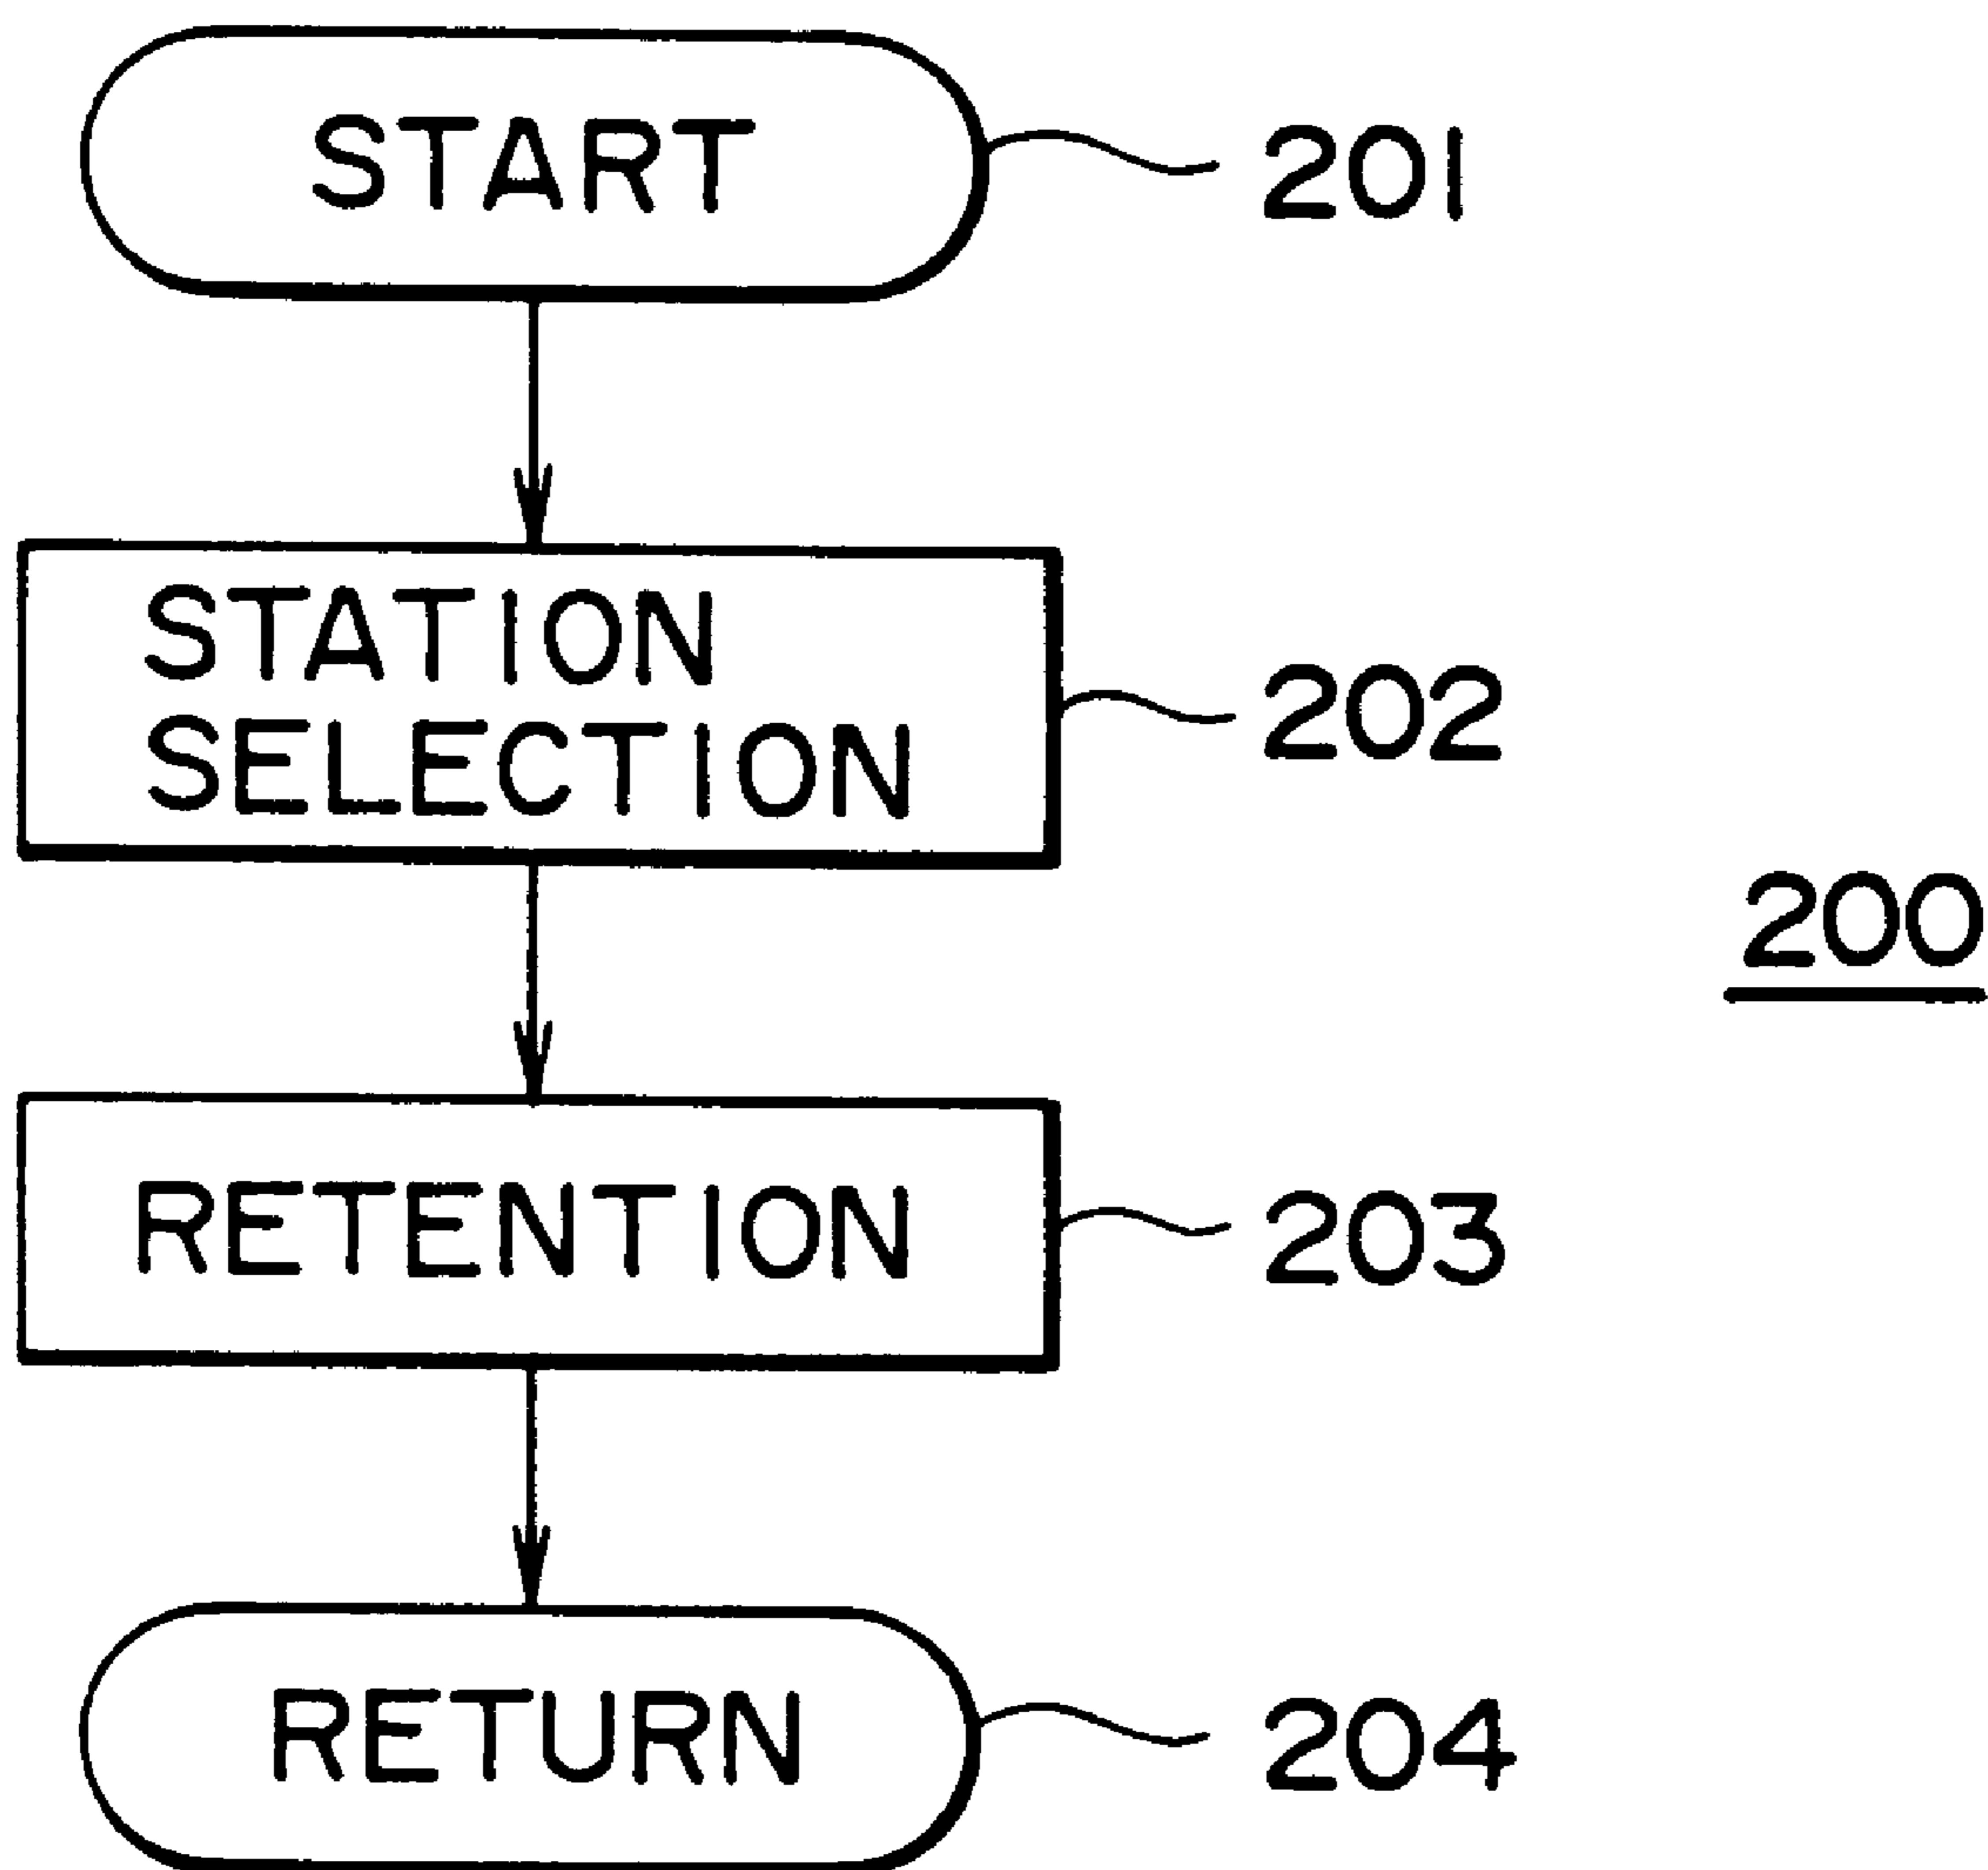 START
201
STATION
SELECTION
202
200
RETENTION
203
RETURN
204